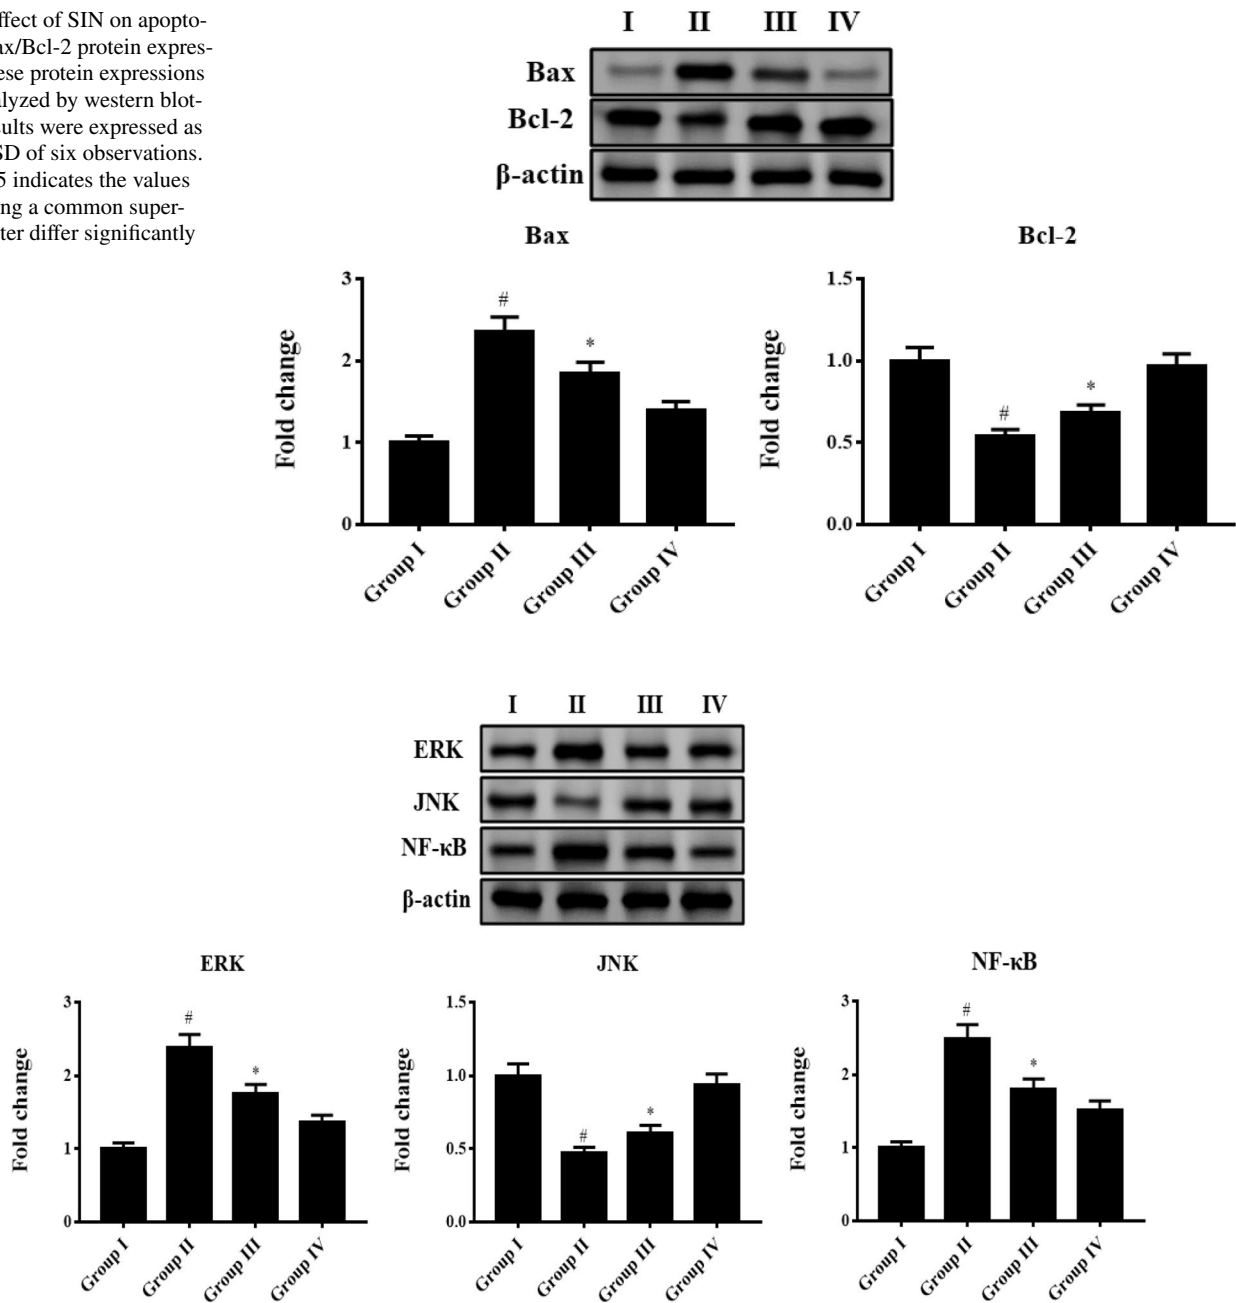 ffect of SIN on apopto-
ax/Bcl-2 protein expres-
ese protein expressions
alyzed by western blot-
sults were expressed as
SD of six observations.
5 indicates the values
ng a common super-
ter differ significantly
I II III IV
Bax
Bcl-2
β-actin
Bax
Fold change
3
2
1
0
#
*
Group I
Group II
Group III
Group IV
Bcl-2
Fold change
1.5
1.0
0.5
0.0
#
*
Group I
Group II
Group III
Group IV
I II III IV
ERK
JNK
NF-κB
β-actin
ERK
Fold change
3
2
1
0
#
*
Group I
Group II
Group III
Group IV
JNK
Fold change
1.5
1.0
0.5
0.0
#
*
Group I
Group II
Group III
Group IV
NF-κB
Fold change
3
2
1
0
#
*
Group I
Group II
Group III
Group IV